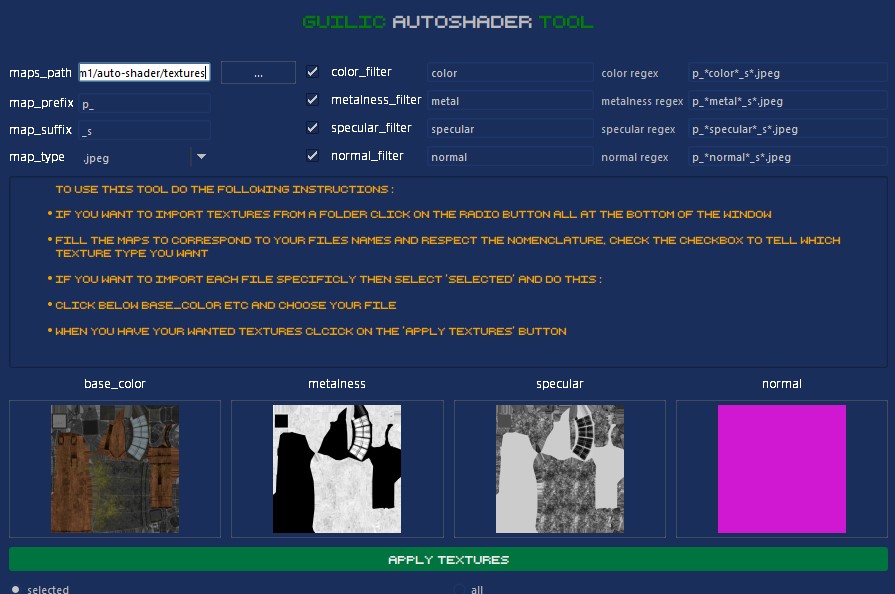 GUILIC AUTOSHADER TOOL
maps_path m1/auto-shader/textures ... color_filter color color regex p_*color*_s*.jpeg
map_prefix p_ metalness_filter metal metalness regex p_*metal*_s*.jpeg
map_suffix _s specular_filter specular specular regex p_*specular*_s*.jpeg
map_type .jpeg normal_filter normal normal regex p_*normal*_s*.jpeg
TO USE THIS TOOL DO THE FOLLOWING INSTRUCTIONS :
• IF YOU WANT TO IMPORT TEXTURES FROM A FOLDER CLICK ON THE RADIO BUTTON ALL AT THE BOTTOM OF THE WINDOW
• FILL THE MAPS TO CORRESPOND TO YOUR FILES NAMES AND RESPECT THE NOMENCLATURE, CHECK THE CHECKBOX TO TELL WHICH
TEXTURE TYPE YOU WANT
• IF YOU WANT TO IMPORT EACH FILE SPECIFICLY THEN SELECT 'SELECTED' AND DO THIS :
• CLICK BELOW BASE_COLOR ETC AND CHOOSE YOUR FILE
• WHEN YOU HAVE YOUR WANTED TEXTURES CLCICK ON THE 'APPLY TEXTURES' BUTTON
base_color metalness specular normal
APPLY TEXTURES
selected all